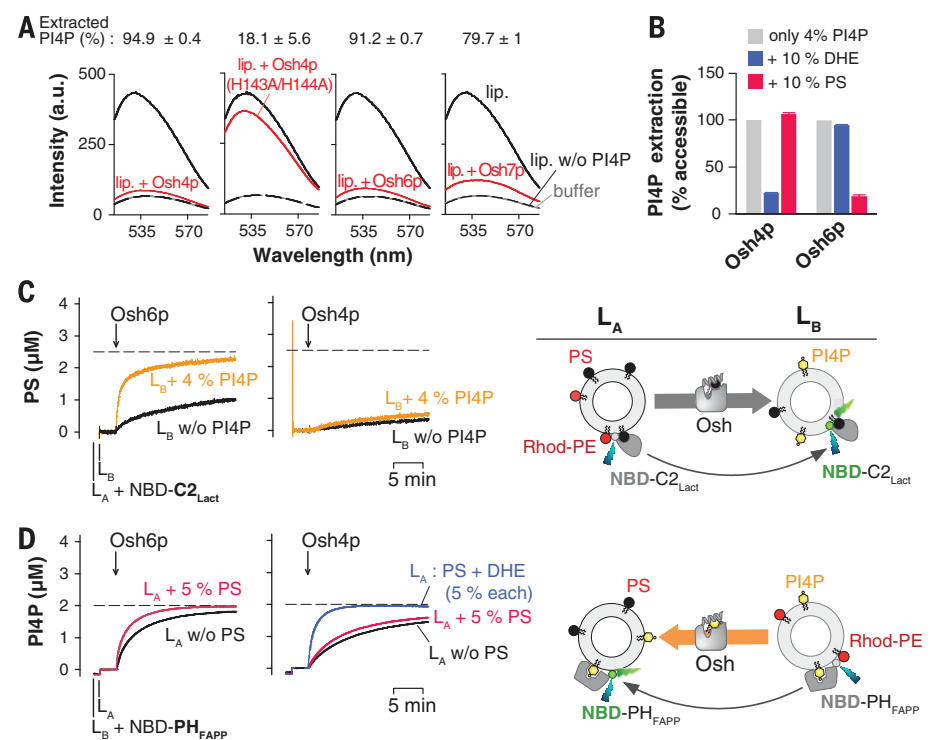 A
Extracted
PI4P (%) : 94.9 ± 0.4 18.1 ± 5.6 91.2 ± 0.7 79.7 ± 1
Intensity (a.u.)
500
250
0
lip. + Osh4p
lip. + Osh4p
(H143A/H144A)
lip. + Osh6p
lip.
lip. + Osh7p
lip. w/o PI4P
buffer
535 570 535 570 535 570 535 570
Wavelength (nm)
B
only 4% PI4P
+ 10 % DHE
+ 10 % PS
PI4P extraction
(% accessible)
150
100
50
0
Osh4p Osh6p
C
PS (µM)
4
3
2
1
0
Osh6p
L_B + 4 % PI4P
L_B w/o PI4P
L_B
L_A + NBD-C2_Lact
Osh4p
L_B + 4 % PI4P
L_B w/o PI4P
5 min
L_A L_B
PS
PI4P
Osh
Rhod-PE
NBD-C2_Lact
NBD-C2_Lact
D
PI4P (µM)
4
3
2
1
0
Osh6p
L_A + 5 % PS
L_A w/o PS
L_A
L_B + NBD-PH_FAPP
Osh4p
L_A : PS + DHE
(5 % each)
L_A + 5 % PS
L_A w/o PS
5 min
PS
PI4P
Osh
Rhod-PE
NBD-PH_FAPP
NBD-PH_FAPP